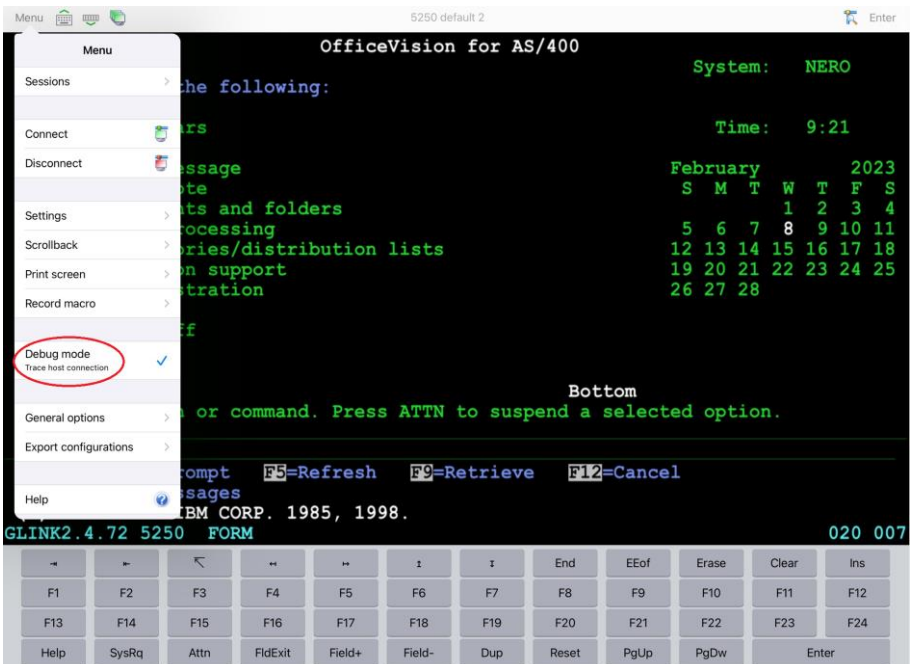 Menu 5250 default 2 Enter
Menu
Sessions
Connect
Disconnect
Settings
Scrollback
Print screen
Record macro
Debug mode
Trace host connection
General options
Export configurations
Help
OfficeVision for AS/400
System: NERO
the following:
rs Time: 9:21
essage February 2023
te S M T W T F S
ts and folders 1 2 3 4
ocessing 5 6 7 8 9 10 11
ries/distribution lists 12 13 14 15 16 17 18
n support 19 20 21 22 23 24 25
tration 26 27 28
ff
Bottom
or command. Press ATTN to suspend a selected option.
ompt F5=Refresh F9=Retrieve F12=Cancel
ssages
IBM CORP. 1985, 1998.
GLINK2.4.72 5250 FORM 020 007
End EEof Erase Clear Ins
F1 F2 F3 F4 F5 F6 F7 F8 F9 F10 F11 F12
F13 F14 F15 F16 F17 F18 F19 F20 F21 F22 F23 F24
Help SysRq Attn FldExit Field+ Field- Dup Reset PgUp PgDw Enter